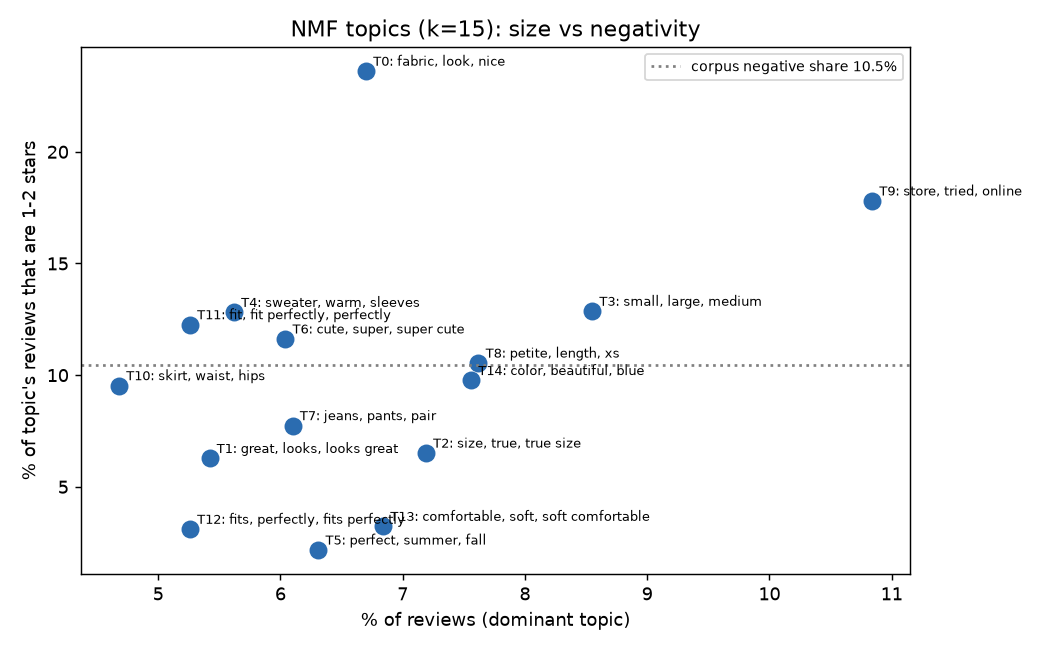 NMF topics (k=15): size vs negativity
corpus negative share 10.5%
T0: fabric, look, nice
T9: store, tried, online
T4: sweater, warm, sleeves
T3: small, large, medium
T11: fit, fit perfectly, perfectly
T6: cute, super, super cute
T8: petite, length, xs
T14: color, beautiful, blue
T10: skirt, waist, hips
T7: jeans, pants, pair
T2: size, true, true size
T1: great, looks, looks great
T12: fits, perfectly, fits perfectly
T13: comfortable, soft, soft comfortable
T5: perfect, summer, fall
20
15
10
5
% of topic's reviews that are 1-2 stars
5 6 7 8 9 10 11
% of reviews (dominant topic)